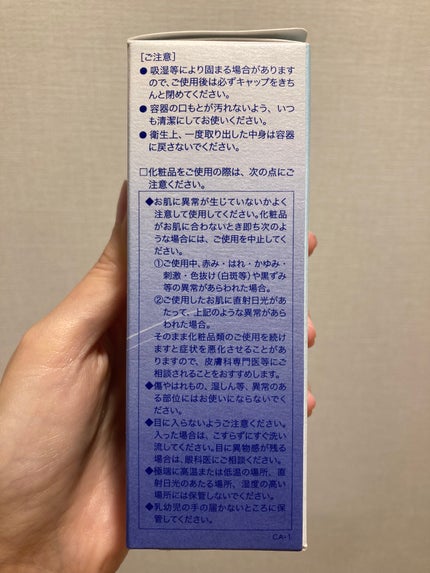 [ご注意]
●吸湿等により固まる場合があります
ので、ご使用後は必ずキャップをきち
んと閉めてください。
●容器の口もとが汚れないよう、いつ
も清潔にしてお使いください。
●衛生上、一度取り出した中身は容器
に戻さないでください。
□化粧品をご使用の際は、次の点にご
注意ください。
◆お肌に異常が生じていないかよく
注意して使用してください。化粧品
がお肌に合わないとき即ち次のよ
うな場合には、ご使用を中止してく
ださい。
①ご使用中、赤み・はれ・かゆみ・
刺激・色抜け(白斑等)や黒ずみ
等の異常があらわれた場合。
②ご使用したお肌に直射日光があ
たって、上記のような異常があら
われた場合。
そのまま化粧品類のご使用を続け
ますと症状を悪化させることがあ
りますので、皮膚科専門医等にご
相談されることをおすすめします。
◆傷やはれもの、湿しん等、異常のあ
る部位にはお使いにならないでく
ださい。
◆目に入らないようご注意ください。
入った場合は、こすらずにすぐ洗い
流してください。目に異物感が残る
場合は、眼科医にご相談ください。
◆極端に高温または低温の場所、直
射日光のあたる場所、湿度の高い
場所には保管しないでください。
◆乳幼児の手の届かないところに保
管してください。
CA-1